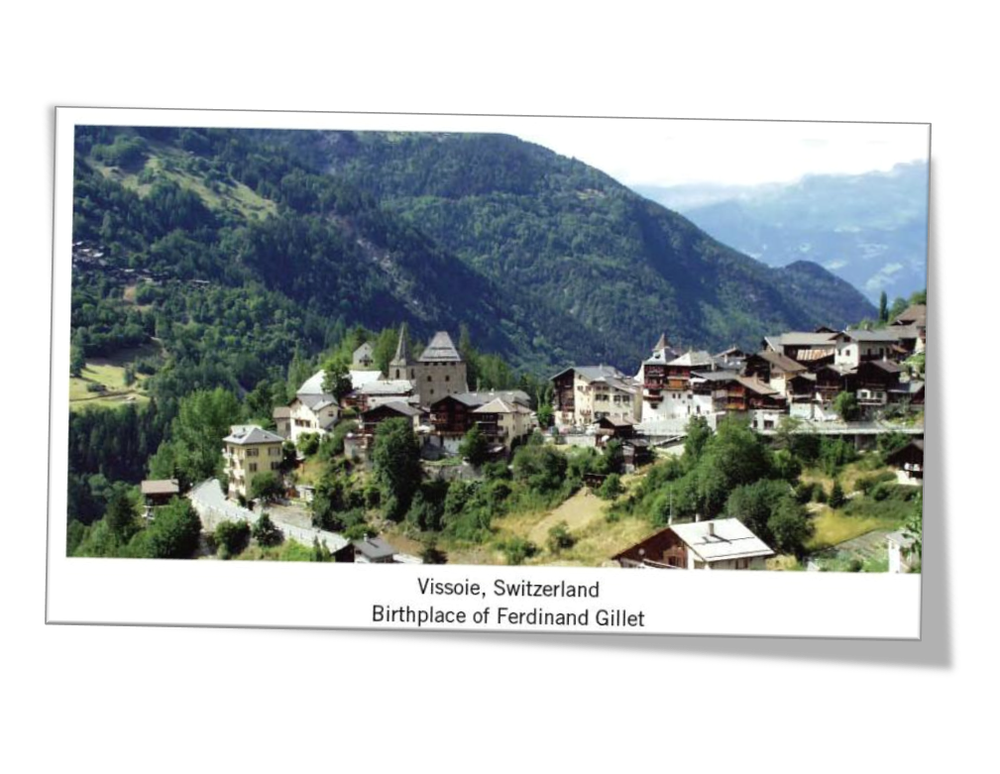 Vissoie, Switzerland
Birthplace of Ferdinand Gillet